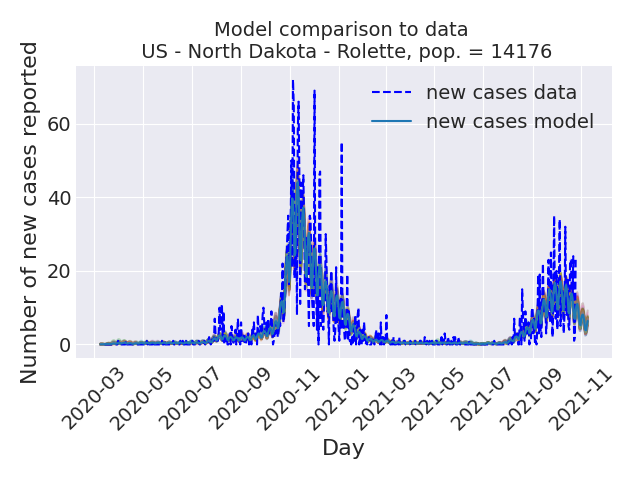 Model comparison to data
US - North Dakota - Rolette, pop. = 14176
Number of new cases reported
new cases data
new cases model
60
40
20
0
2020-03
2020-05
2020-07
2020-09
2020-11
2021-01
2021-03
2021-05
2021-07
2021-09
2021-11
Day